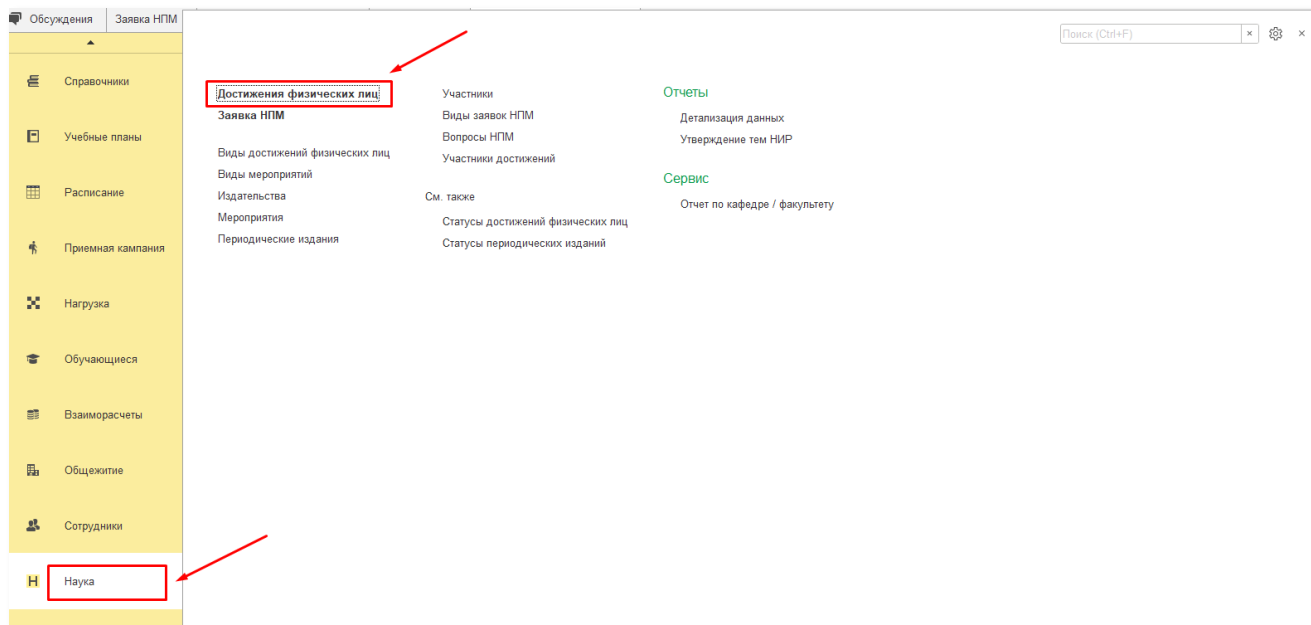 Обсуждения
Заявка НПМ
Поиск (Ctrl+F)
Справочники
Учебные планы
Расписание
Приемная кампания
Нагрузка
Обучающиеся
Взаиморасчеты
Общежитие
Сотрудники
Н Наука
Достижения физических лиц
Заявка НПМ
Виды достижений физических лиц
Виды мероприятий
Издательства
Мероприятия
Периодические издания
Участники
Виды заявок НПМ
Вопросы НПМ
Участники достижений
См. также
Статусы достижений физических лиц
Статусы периодических изданий
Отчеты
Детализация данных
Утверждение тем НИР
Сервис
Отчет по кафедре / факультету